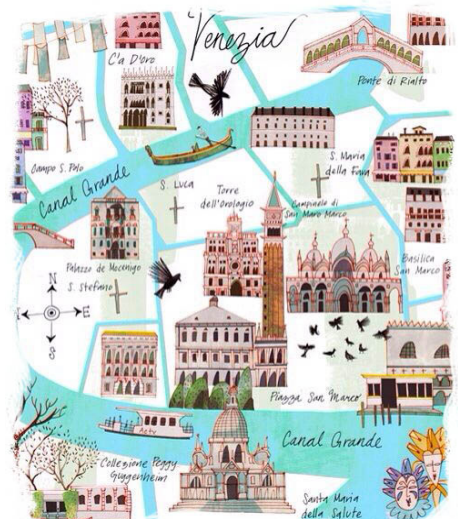 Venezia
C'a D'oro
Ponte di Rialto
Campo S. Polo
Canal Grande
S. Luca
Torre
dell'orologio
S. Maria
della Fava
Campanile di
San Maro Marco
Palazzo de Mocenigo
S. Stefano
Basilica
San Marco
N
E
S
Piazza San Marco
Actv
Canal Grande
Collezione Peggy
Guggenheim
Santa Maria
della Salute